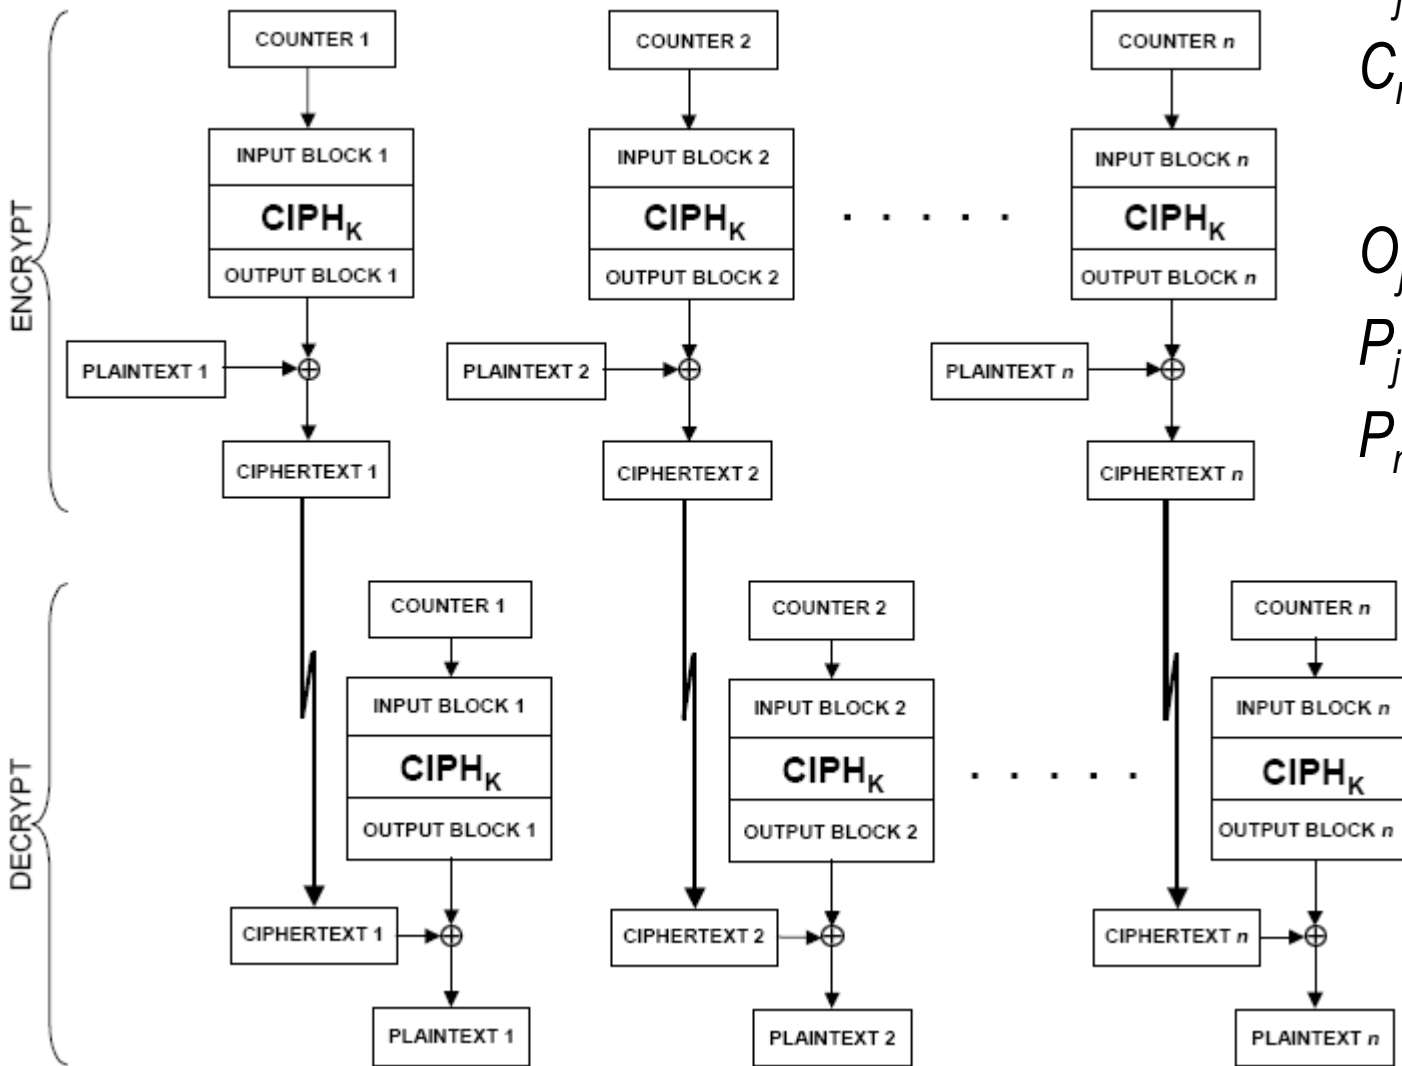 ENCRYPT
COUNTER 1
COUNTER 2
COUNTER n
INPUT BLOCK 1
INPUT BLOCK 2
INPUT BLOCK n
CIPHK
CIPHK
. . . . .
CIPHK
OUTPUT BLOCK 1
OUTPUT BLOCK 2
OUTPUT BLOCK n
PLAINTEXT 1
⊕
PLAINTEXT 2
⊕
PLAINTEXT n
⊕
CIPHERTEXT 1
CIPHERTEXT 2
CIPHERTEXT n
Oj
Pj
DECRYPT
COUNTER 1
COUNTER 2
COUNTER n
INPUT BLOCK 1
INPUT BLOCK 2
INPUT BLOCK n
CIPHK
CIPHK
. . . . .
CIPHK
OUTPUT BLOCK 1
OUTPUT BLOCK 2
OUTPUT BLOCK n
CIPHERTEXT 1
⊕
CIPHERTEXT 2
⊕
CIPHERTEXT n
⊕
PLAINTEXT 1
PLAINTEXT 2
PLAINTEXT n